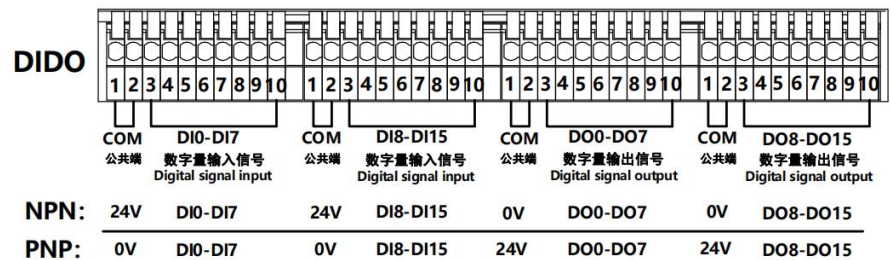 DIDO
1 2 3 4 5 6 7 8 9 10 1 2 3 4 5 6 7 8 9 10 1 2 3 4 5 6 7 8 9 10 1 2 3 4 5 6 7 8 9 10
COM DI0-DI7 COM DI8-DI15 COM DO0-DO7 COM DO8-DO15
公共端 数字量输入信号 公共端 数字量输入信号 公共端 数字量输出信号 公共端 数字量输出信号
Digital signal input Digital signal input Digital signal output Digital signal output
NPN: 24V DI0-DI7 24V DI8-DI15 0V DO0-DO7 0V DO8-DO15
PNP: 0V DI0-DI7 0V DI8-DI15 24V DO0-DO7 24V DO8-DO15